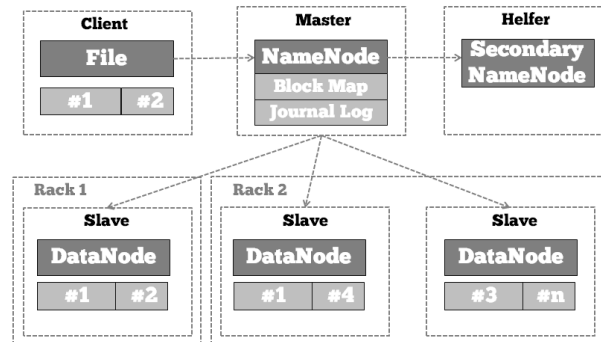 Client
Master
Helfer
File
NameNode
Secondary
NameNode
#1 #2
Block Map
Journal Log
Rack 1
Rack 2
Slave
Slave
Slave
DataNode
DataNode
DataNode
#1 #2
#1 #4
#3 #n